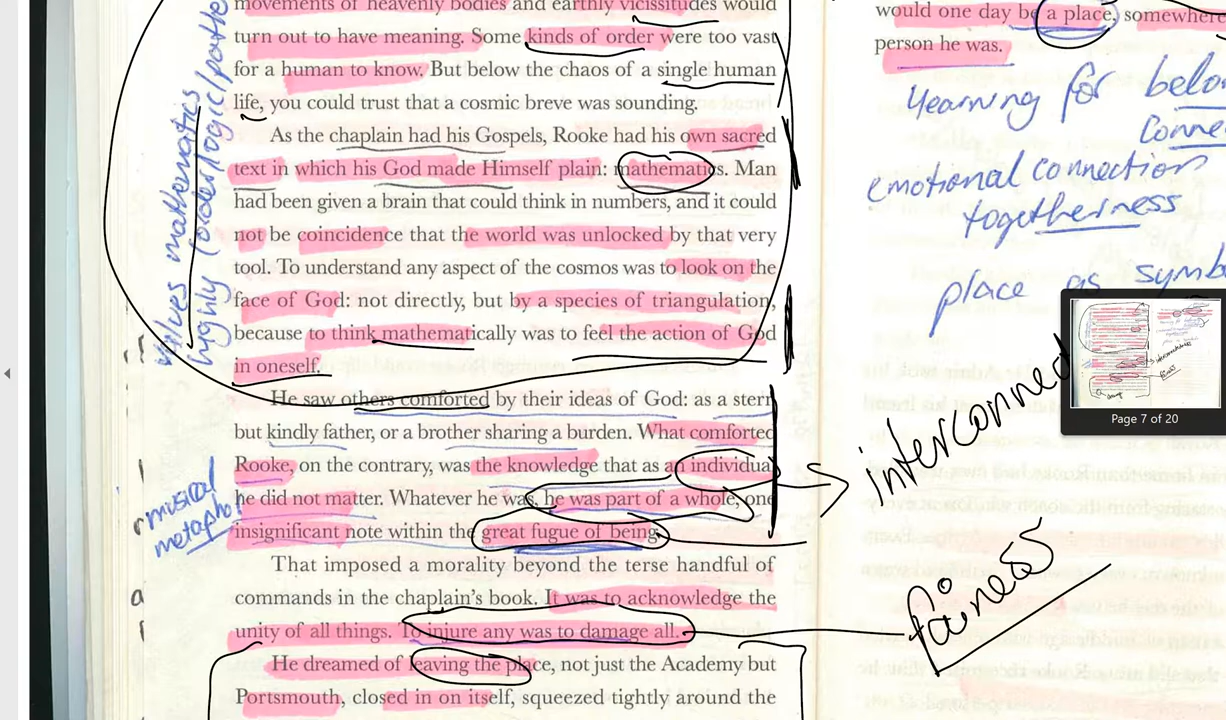 movements of heavenly bodies and earthly vicissitudes would
turn out to have meaning. Some kinds of order were too vast
for a human to know. But below the chaos of a single human
life, you could trust that a cosmic breve was sounding.
As the chaplain had his Gospels, Rooke had his own sacred
text in which his God made Himself plain: mathematics. Man
had been given a brain that could think in numbers, and it could
not be coincidence that the world was unlocked by that very
tool. To understand any aspect of the cosmos was to look on the
face of God: not directly, but by a species of triangulation,
because to think mathematically was to feel the action of God
in oneself.
He saw others comforted by their ideas of God: as a stern
but kindly father, or a brother sharing a burden. What comforted
Rooke, on the contrary, was the knowledge that as an individual
he did not matter. Whatever he was, he was part of a whole, one
insignificant note within the great fugue of being.
That imposed a morality beyond the terse handful of
commands in the chaplain's book. It was to acknowledge the
unity of all things. To injure any was to damage all.
He dreamed of leaving the place, not just the Academy but
Portsmouth, closed in on itself, squeezed tightly around the
values mathematics
highly (order/logic/patte
musical
metaphor
would one day be a place, somewhere
person he was.
Yearning for belo
conne
emotional connection
togetherness
place as symb
interconned
fairness
Page 7 of 20